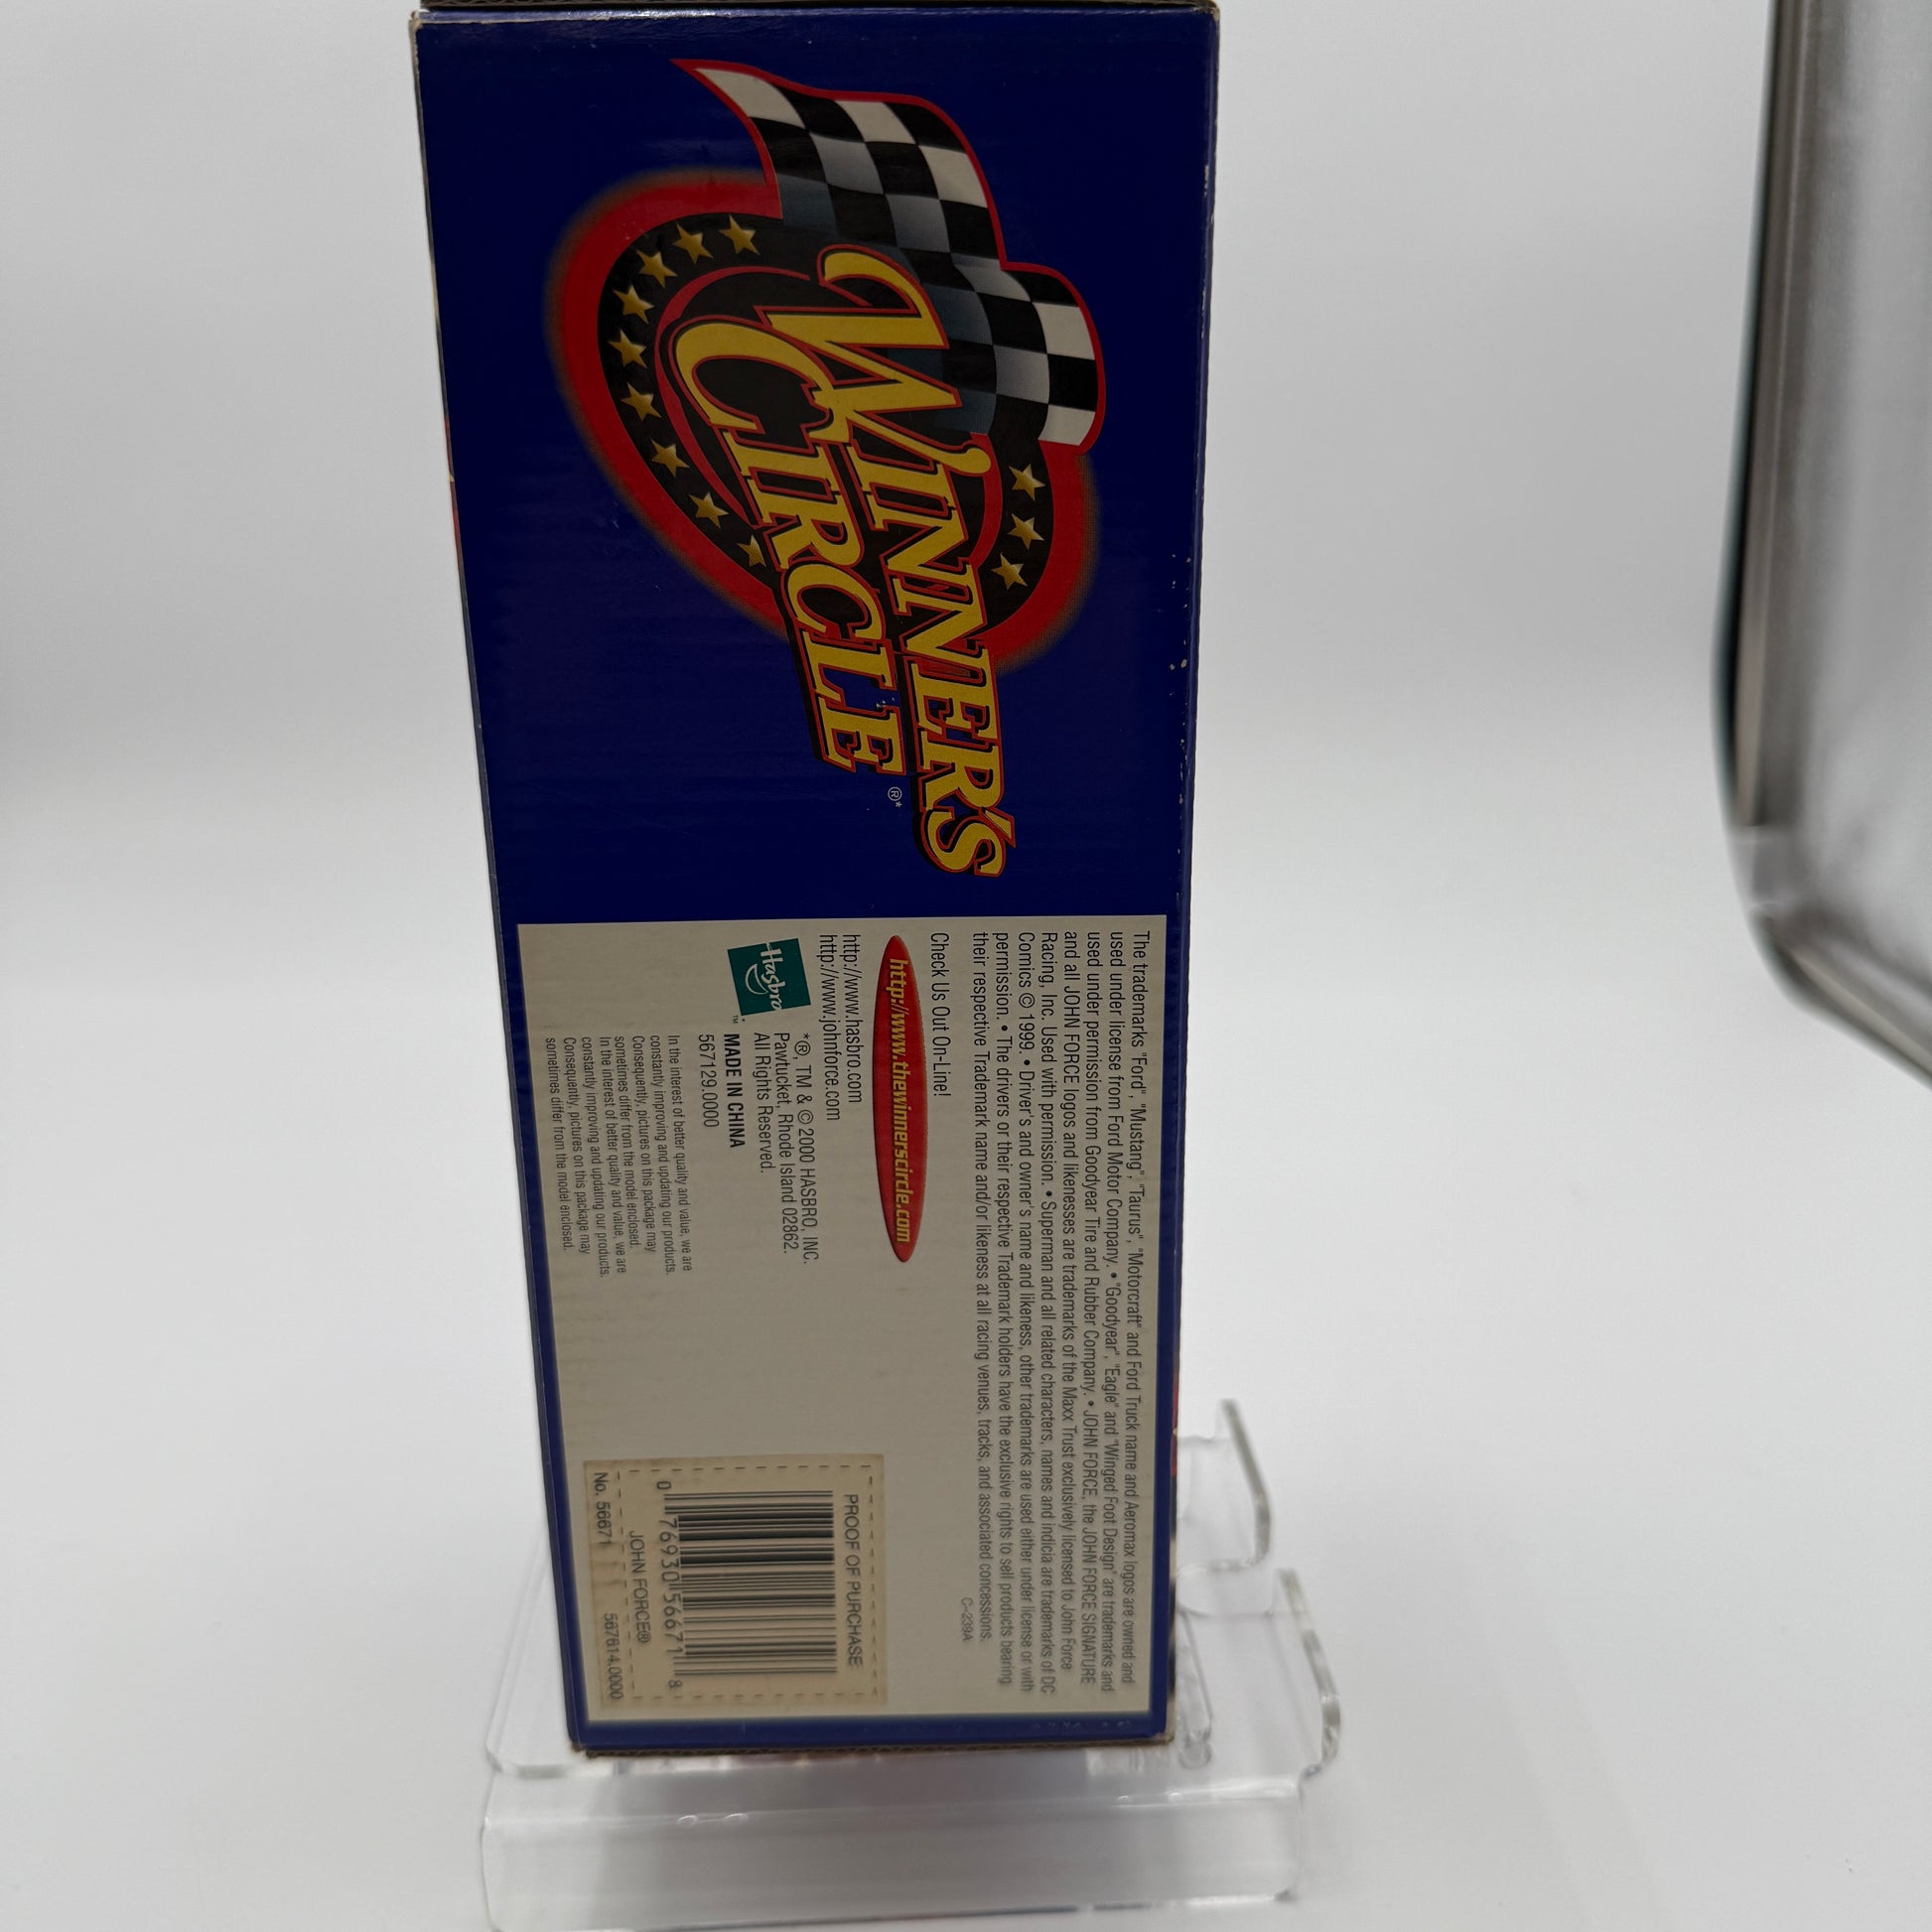 WINNER'S
CIRCLE®*
The trademarks "Ford", "Mustang", "Taurus", "Motorcraft" and Ford Truck name and Aeromax logos are owned and
used under license from Ford Motor Company. • "Goodyear", "Eagle" and "Winged Foot Design" are trademarks and
used under permission from Goodyear Tire and Rubber Company. • JOHN FORCE, the JOHN FORCE SIGNATURE
and all JOHN FORCE logos and likenesses are trademarks of the Maxx Trust exclusively licensed to John Force
Racing, Inc. Used with permission. • Superman and all related characters, names and indicia are trademarks of DC
Comics © 1999. • Driver's and owner's name and likeness, other trademarks are used either under license or with
permission. • The drivers or their respective Trademark holders have the exclusive rights to sell products bearing
their respective Trademark name and/or likeness at all racing venues, tracks, and associated concessions.
C-239A
Check Us Out On-Line!
http://www.thewinnerscircle.com
http://www.hasbro.com
http://www.johnforce.com
Hasbro
TM*
*®, TM & © 2000 HASBRO, INC.
Pawtucket, Rhode Island 02862.
All Rights Reserved.
MADE IN CHINA
567129.0000
In the interest of better quality and value, we are
constantly improving and updating our products.
Consequently, pictures on this package may
sometimes differ from the model enclosed.
In the interest of better quality and value, we are
constantly improving and updating our products.
Consequently, pictures on this package may
sometimes differ from the model enclosed.
PROOF OF PURCHASE
0 76930 56671 8
JOHN FORCE®
No. 56671 567614.0000